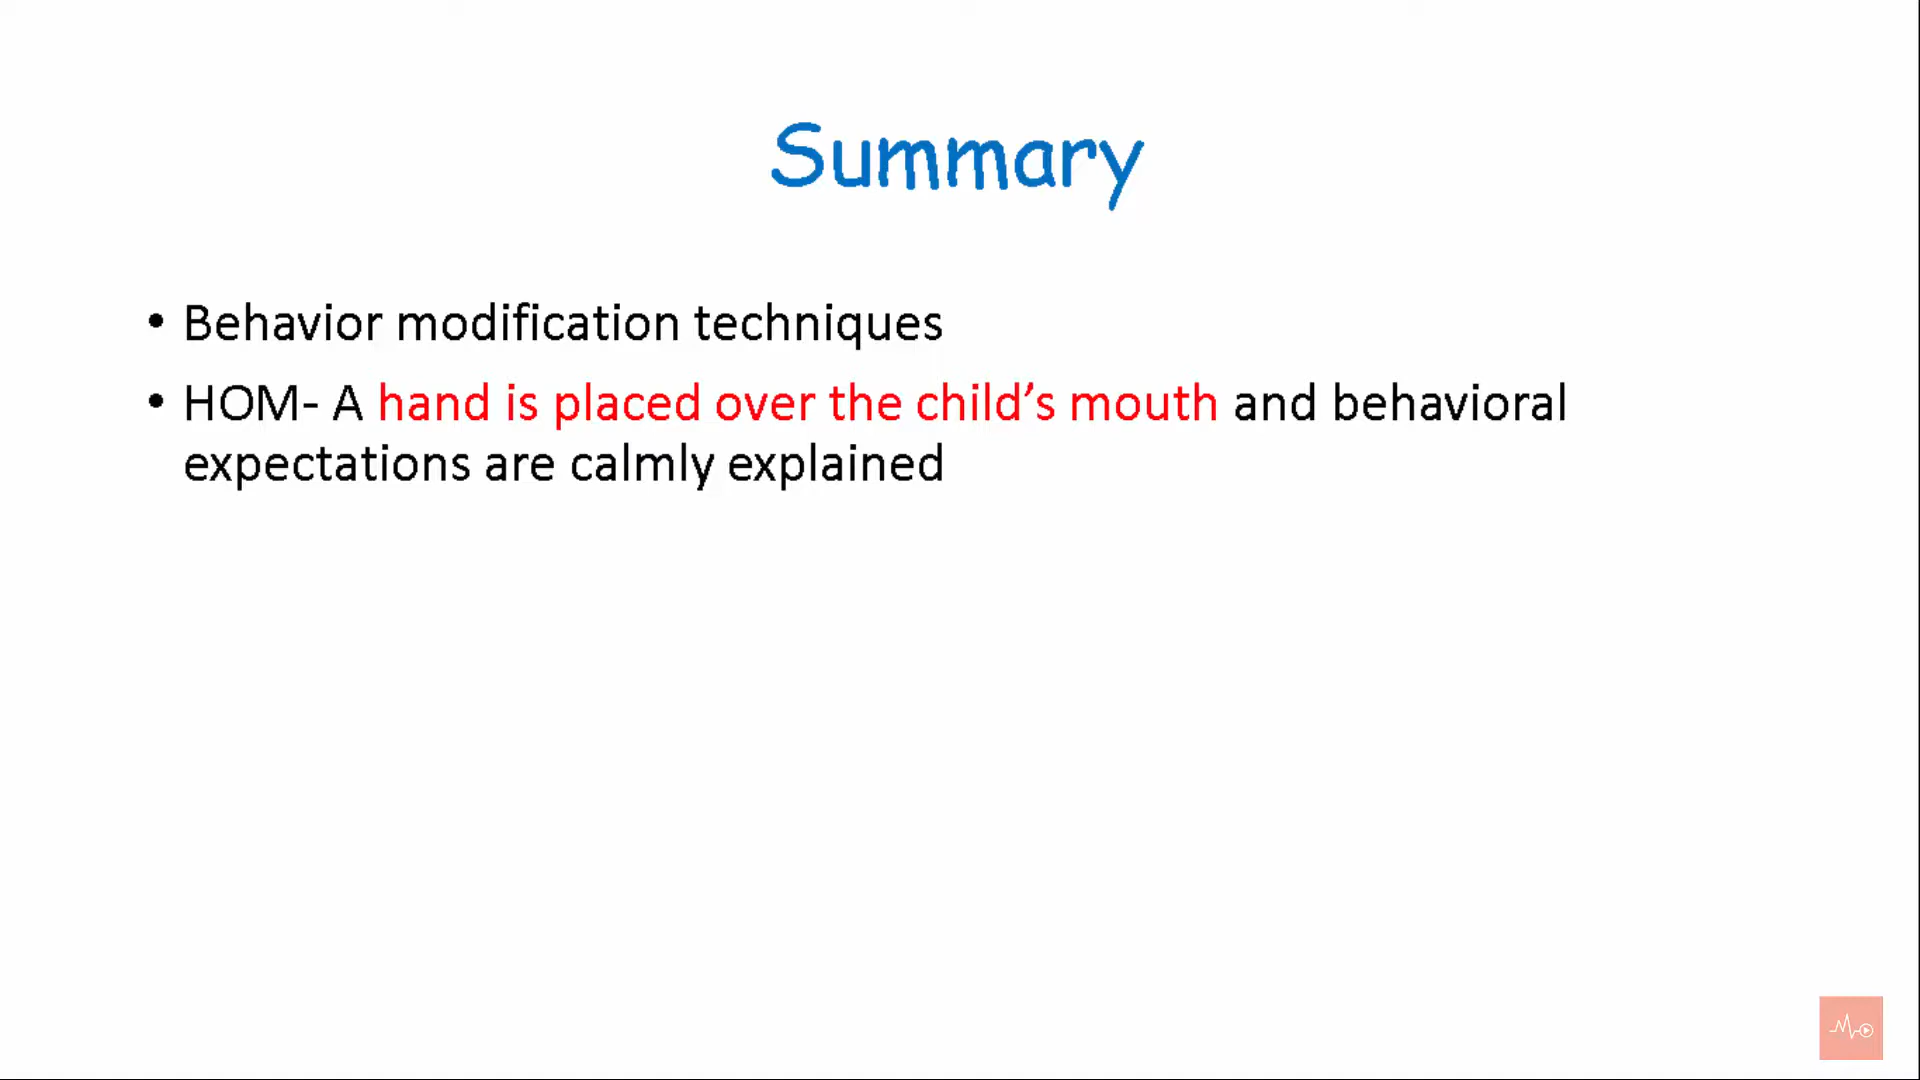 Summary
• Behavior modification techniques
• HOM- A hand is placed over the child’s mouth and behavioral
expectations are calmly explained